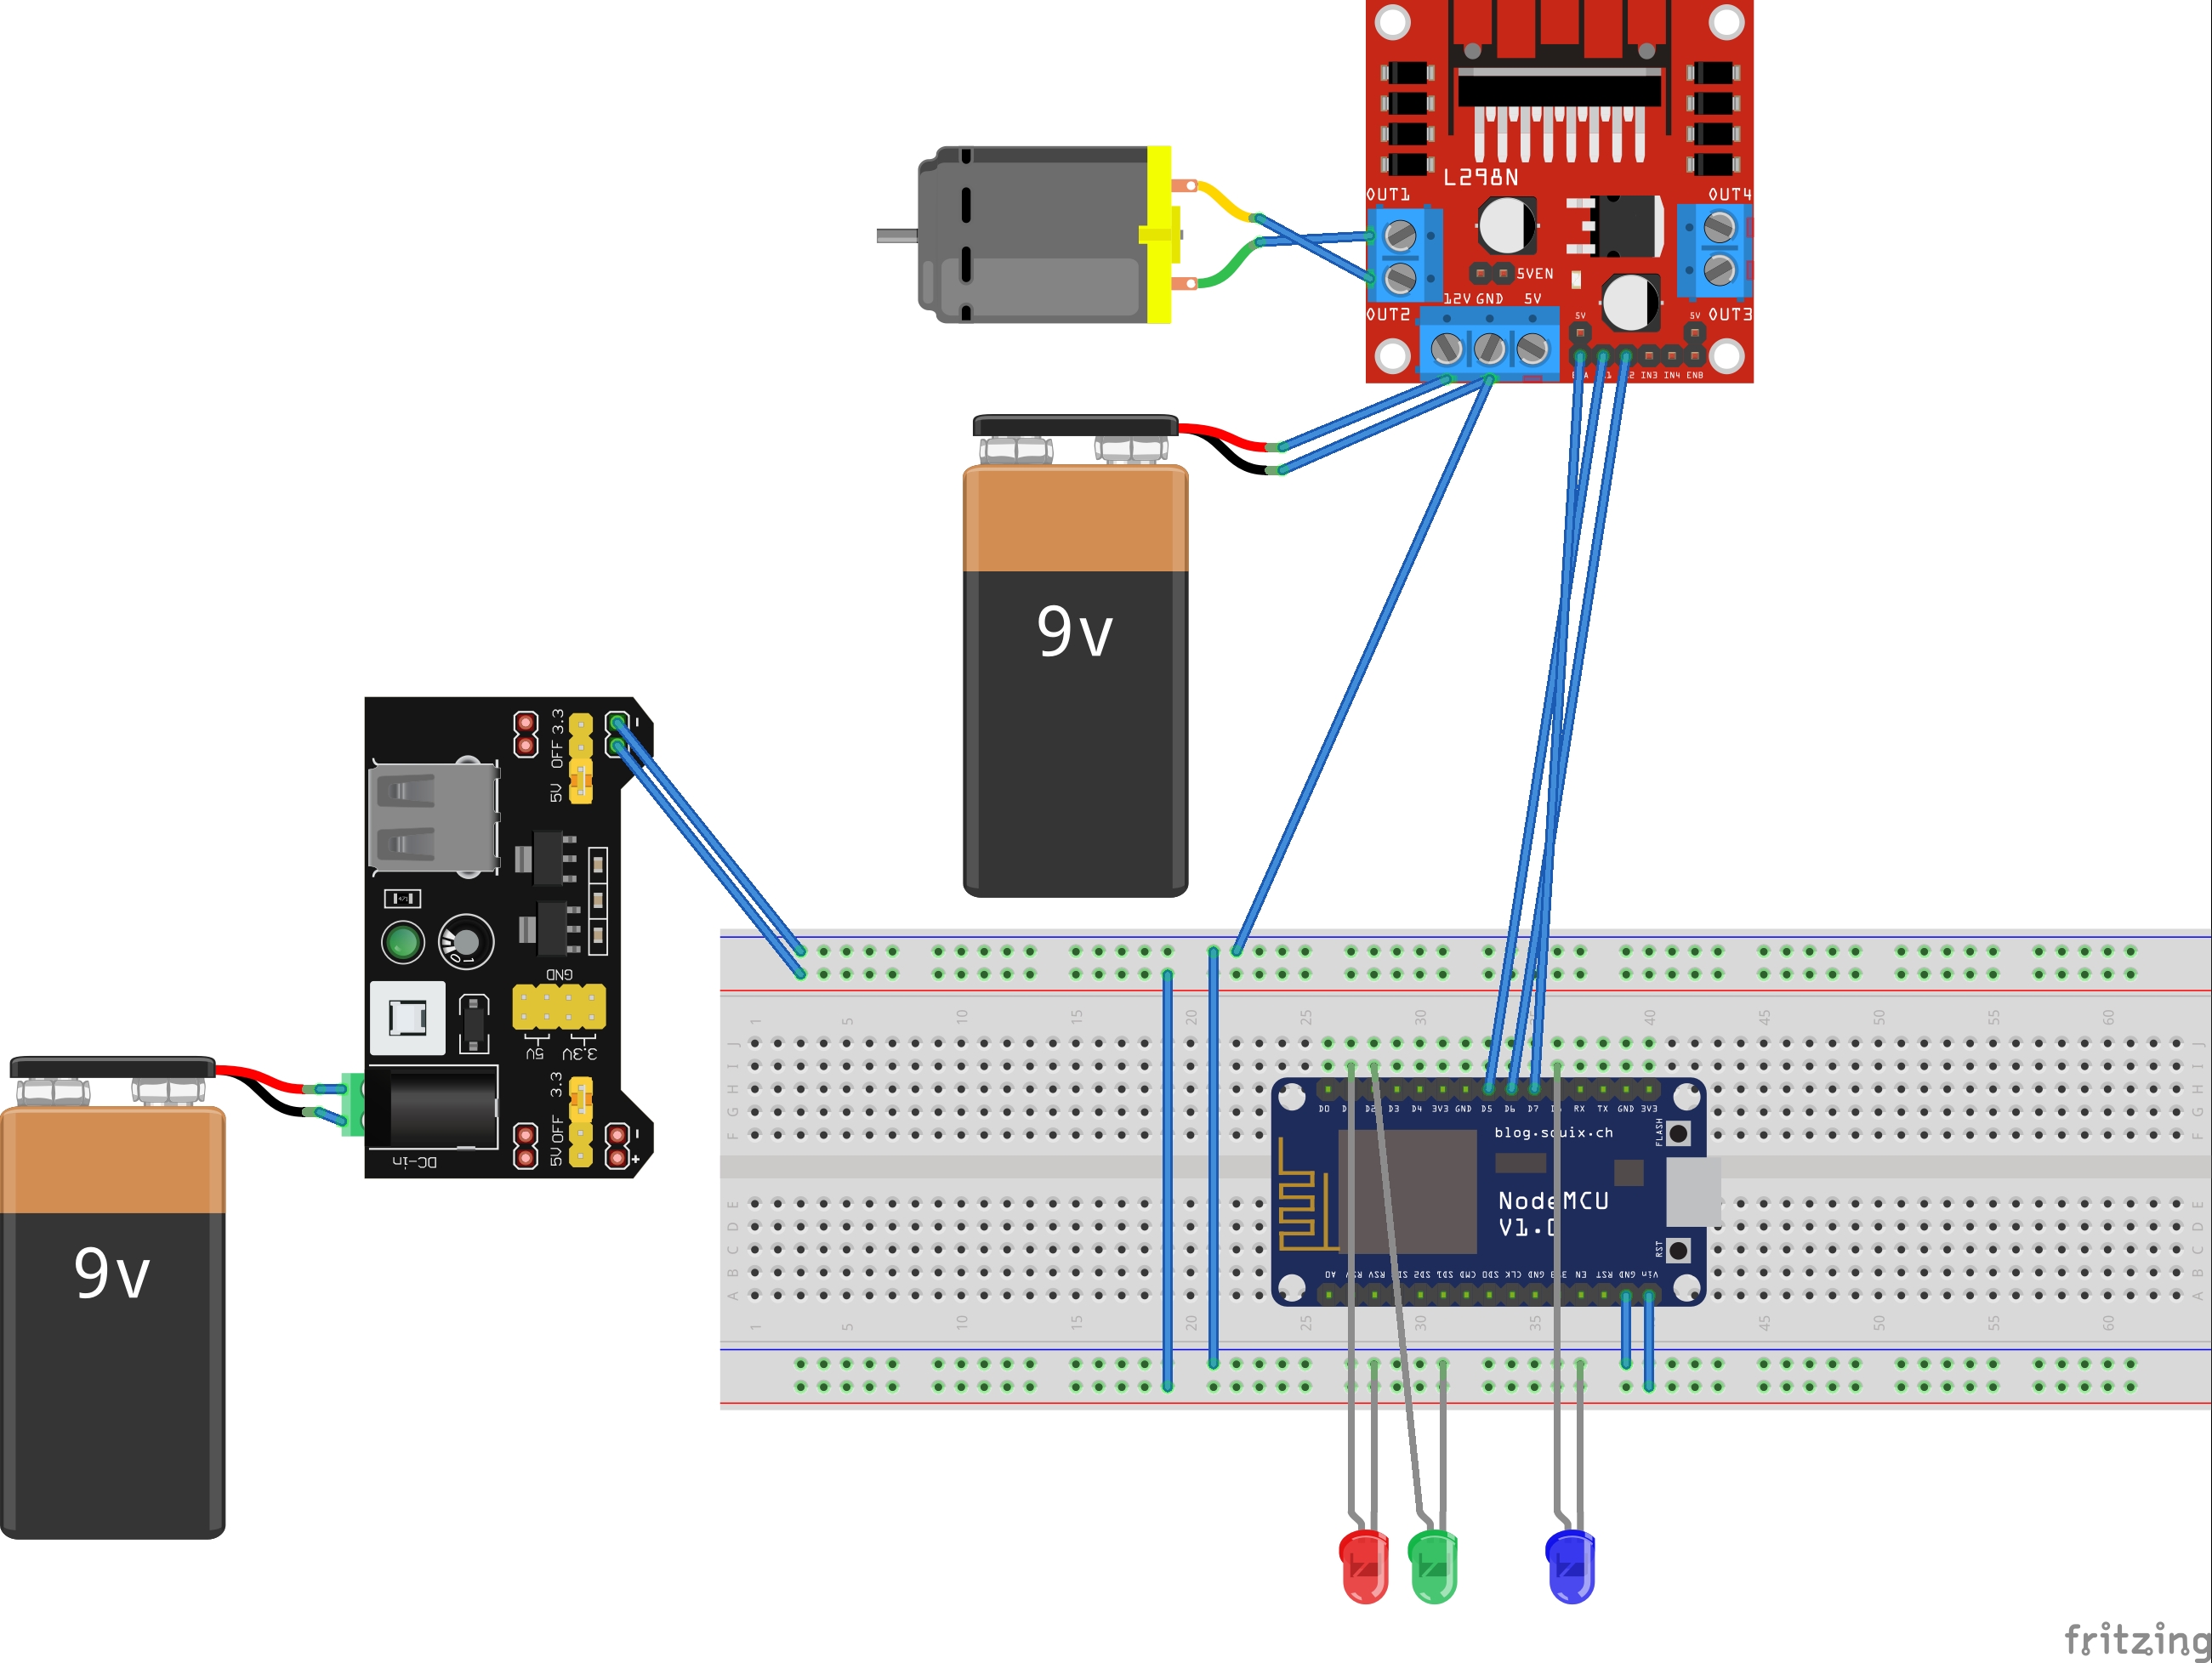 L298N
OUT1
OUT4
5VEN
12V GND 5V
OUT2
OUT3
5V
5V
IN3 IN4 ENB
9v
3.3
OFF
5V
-
471
GND
5V
3.3V
3.3
OFF
5V
-
+
DC-in
1
0
9v
1 5 10 15 20 25 30 40 45 50 55 60
J
I
H
G
F
D0 D2 D3 D4 3V3 GND D5 D6 D7 RX TX GND 3V3
blog.squix.ch
FLASH
NodeMCU
V1.0
RST
A0 RSV RSV SD2 SD1 CMD SD0 CLK GND EN RST GND Vin
E
D
C
B
A
J
I
H
G
F
E
D
C
B
A
1 5 10 15 20 25 30 35 45 50 55 60
fritzing